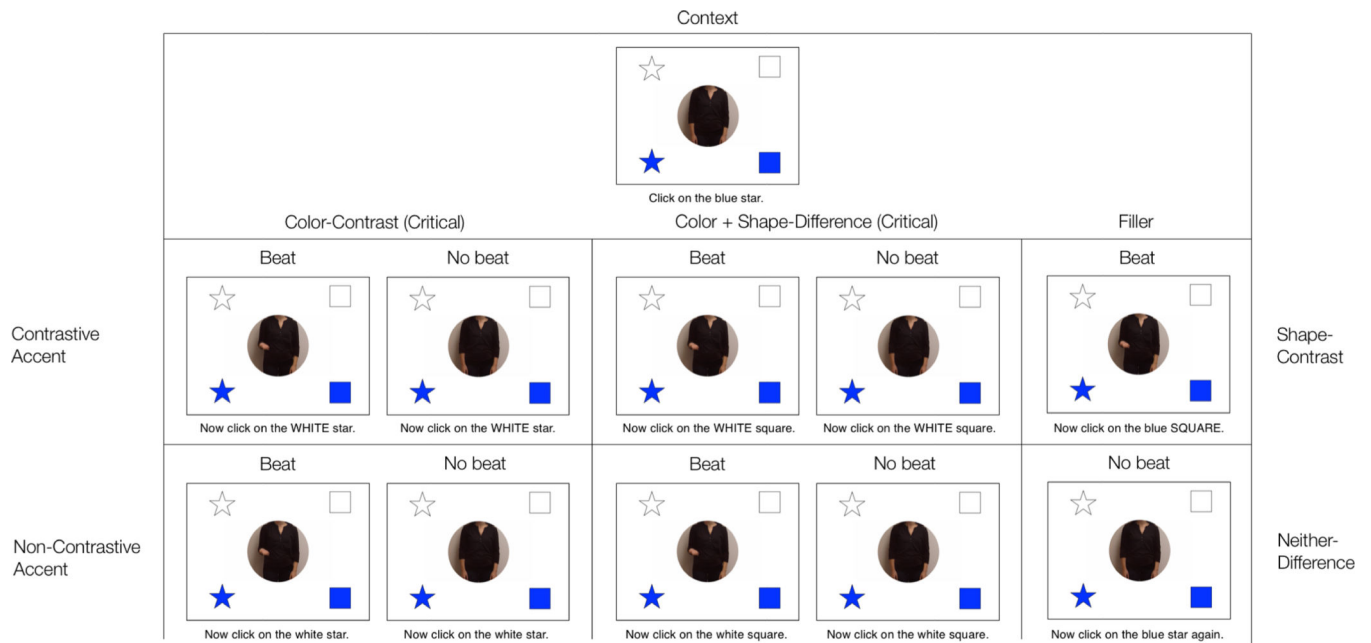 Context
Click on the blue star.
Color-Contrast (Critical)
Color + Shape-Difference (Critical)
Filler
Beat
No beat
Beat
No beat
Beat
Contrastive
Accent
Shape-
Contrast
Now click on the WHITE star.
Now click on the WHITE star.
Now click on the WHITE square.
Now click on the WHITE square.
Now click on the blue SQUARE.
Beat
No beat
Beat
No beat
No beat
Non-Contrastive
Accent
Neither-
Difference
Now click on the white star.
Now click on the white star.
Now click on the white square.
Now click on the white square.
Now click on the blue star again.